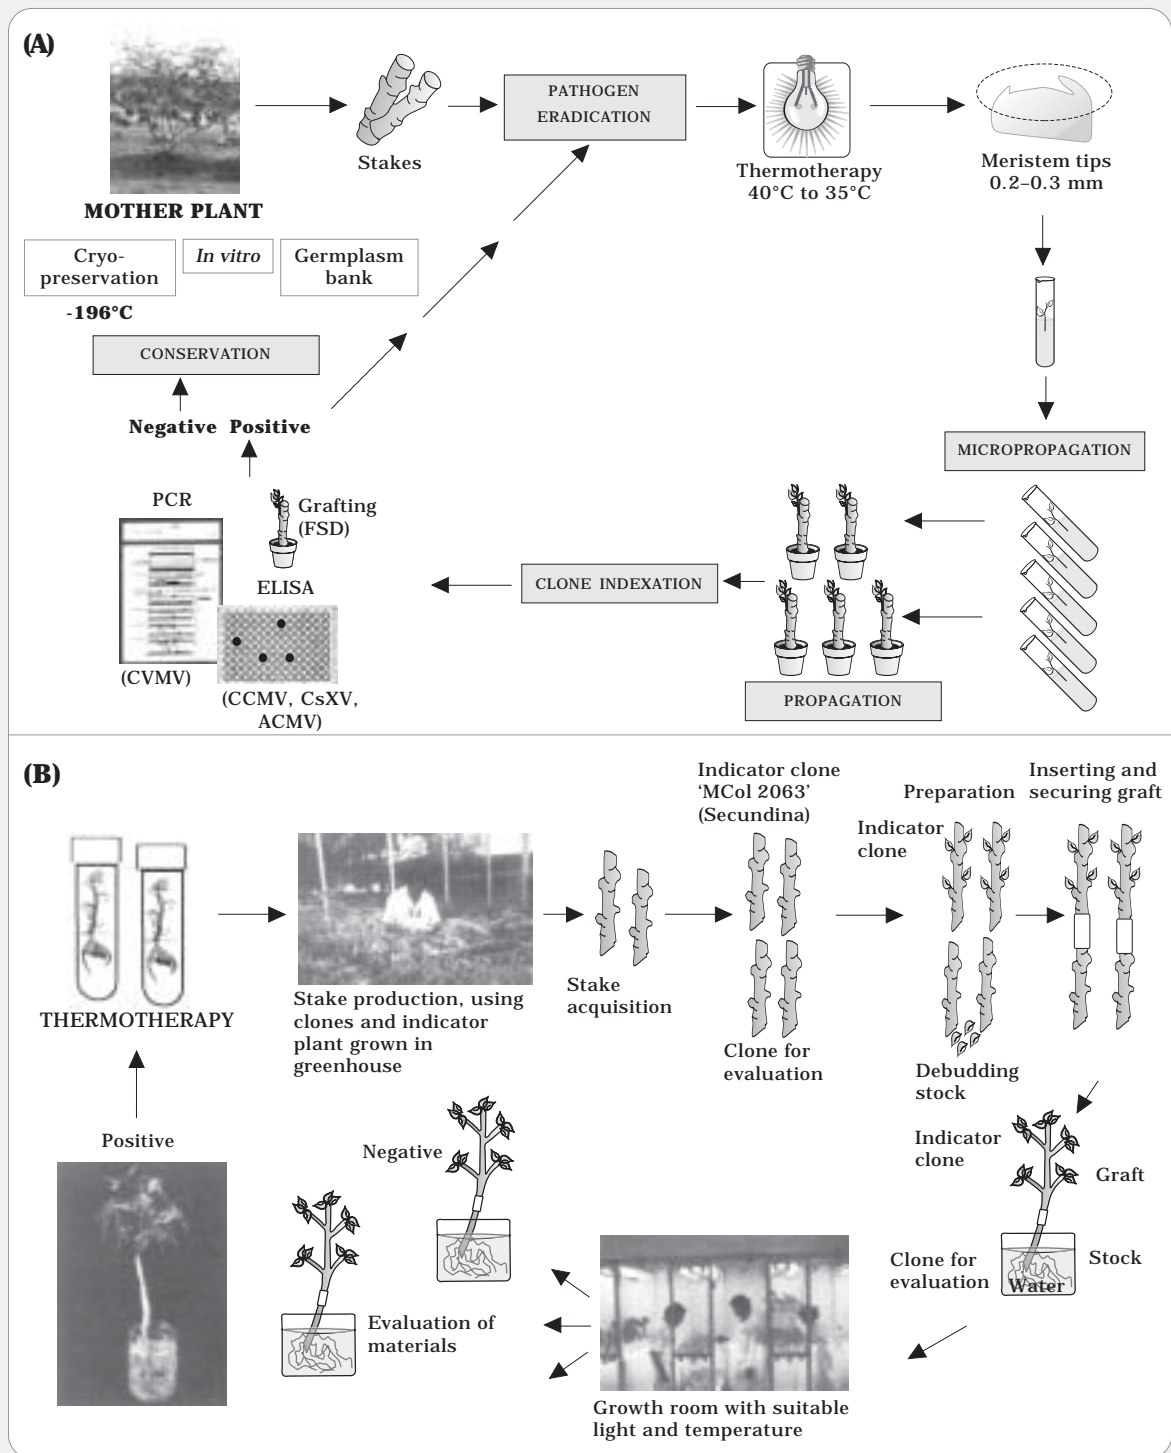 (A)
Stakes
PATHOGEN
ERADICATION
Thermotherapy
40°C to 35°C
Meristem tips
0.2–0.3 mm
MOTHER PLANT
Cryo-
preservation
In vitro
Germplasm
bank
-196°C
CONSERVATION
Negative Positive
MICROPROPAGATION
PCR
Grafting
(FSD)
ELISA
CLONE INDEXATION
(CVMV)
(CCMV, CsXV,
ACMV)
PROPAGATION
(B)
Indicator clone
‘MCol 2063’
(Secundina)
Preparation
Inserting and
securing graft
Indicator
clone
THERMOTHERAPY
Stake production, using
clones and indicator
plant grown in
greenhouse
Stake
acquisition
Clone for
evaluation
Debudding
stock
Positive
Negative
Indicator
clone
Graft
Clone for
evaluation
Stock
Water
Evaluation of
materials
Growth room with suitable
light and temperature